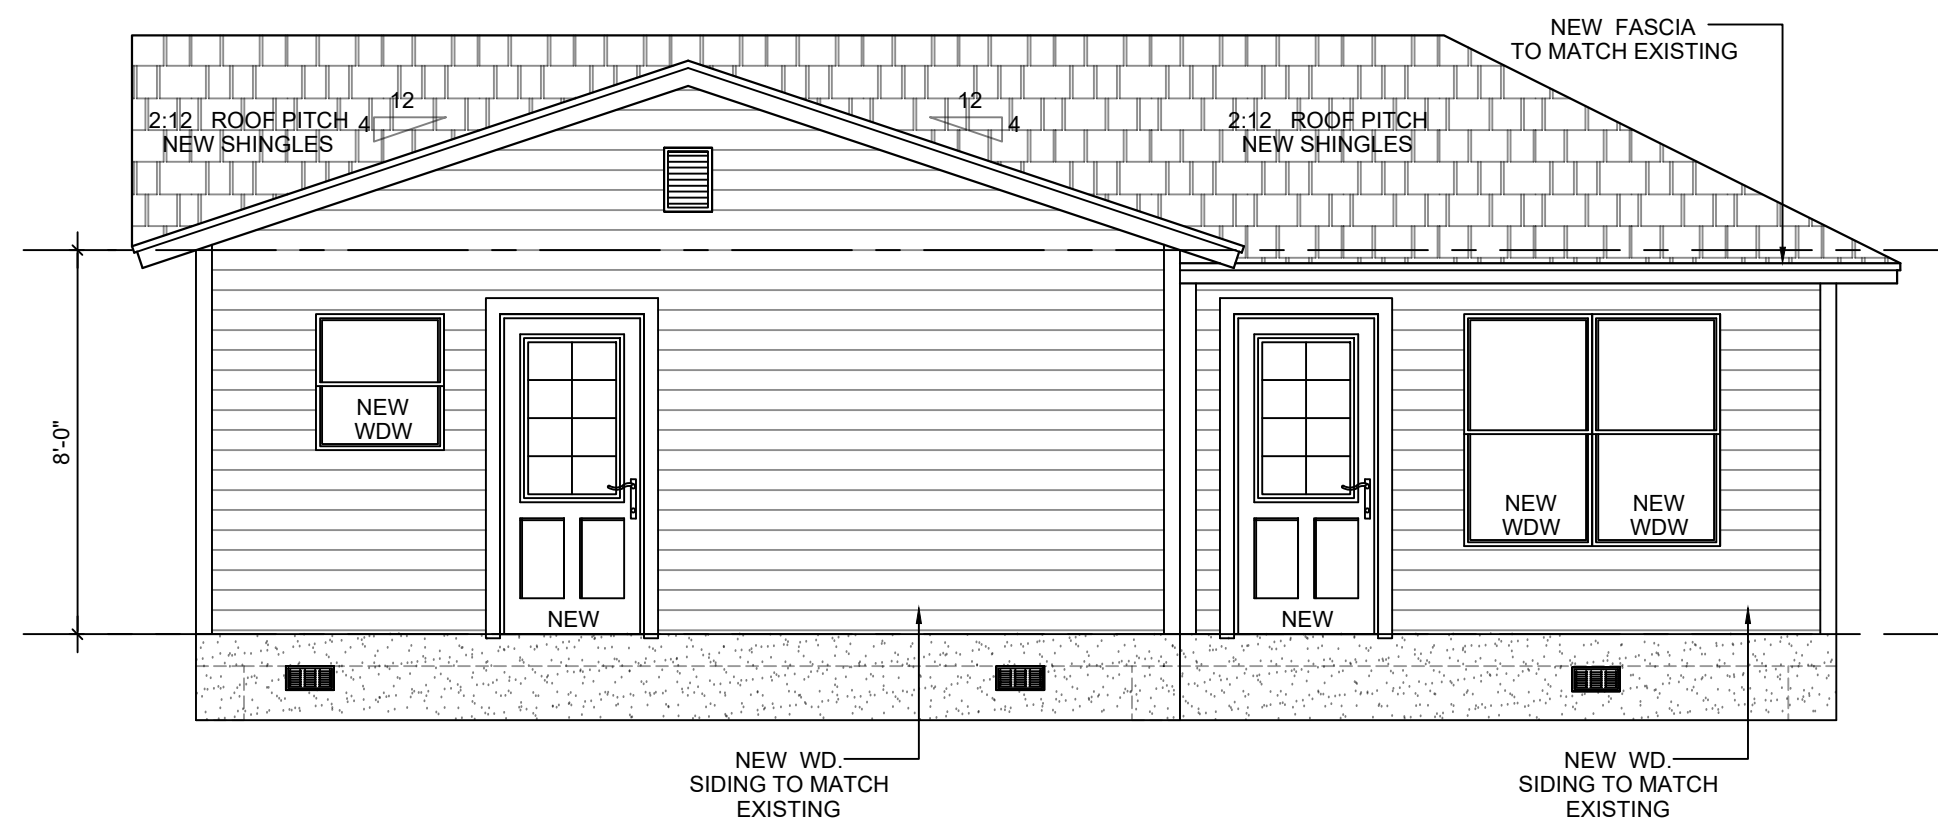 NEW FASCIA
TO MATCH EXISTING
12
4
2:12 ROOF PITCH
NEW SHINGLES
12
4
2:12 ROOF PITCH
NEW SHINGLES
8'-0"
NEW
WDW
NEW
NEW
WDW
NEW
WDW
NEW
NEW WD.
SIDING TO MATCH
EXISTING
NEW WD.
SIDING TO MATCH
EXISTING